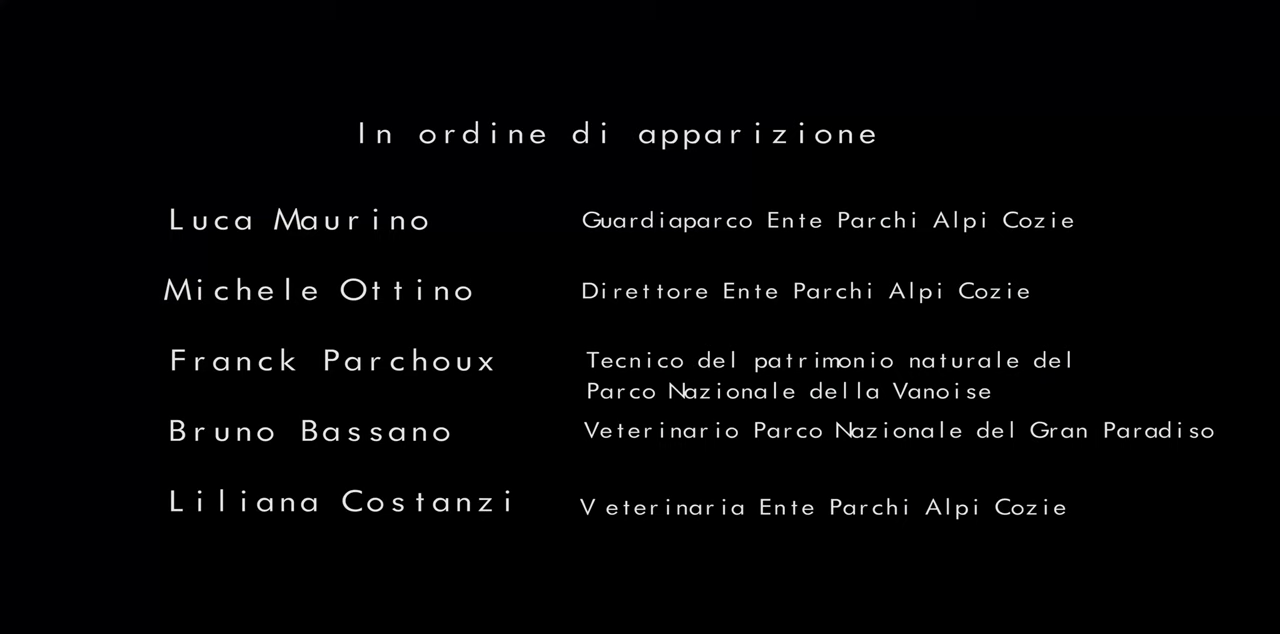 In ordine di apparizione
Luca Maurino Guardiaparco Ente Parchi Alpi Cozie
Michele Ottino Direttore Ente Parchi Alpi Cozie
Franck Parchoux Tecnico del patrimonio naturale del
Parco Nazionale della Vanoise
Bruno Bassano Veterinario Parco Nazionale del Gran Paradiso
Liliana Costanzi Veterinaria Ente Parchi Alpi Cozie